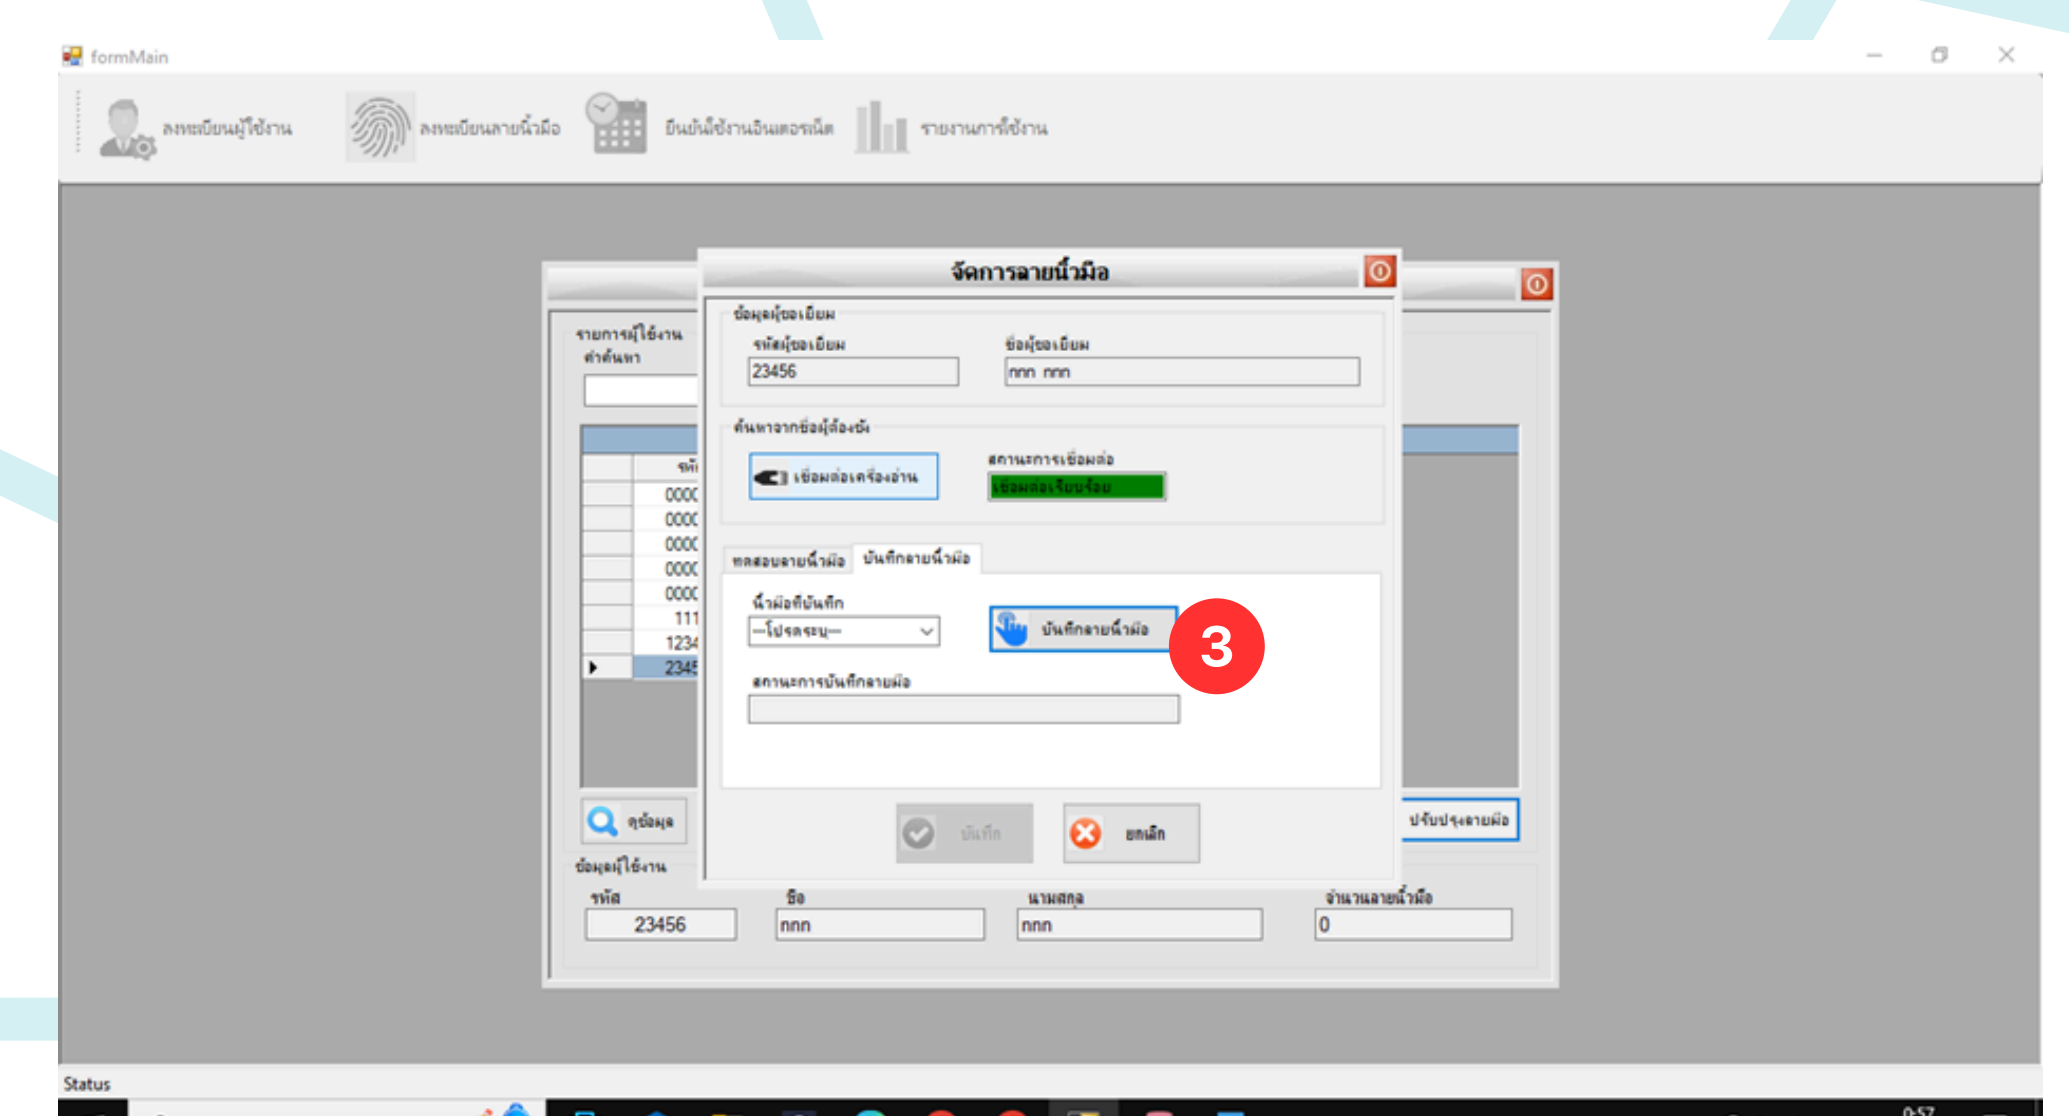 formMain
ลงทะเบียนผู้ใช้งาน ลงทะเบียนลายนิ้วมือ ยืนยันใช้งานอินเตอร์เน็ต รายงานการใช้งาน
จัดการลายนิ้วมือ
ข้อมูลผู้ขอเยี่ยม
รหัสผู้ขอเยี่ยม ชื่อผู้ขอเยี่ยม
23456 nnn nnn
ค้นหาจากชื่อผู้ต้องขัง
เชื่อมต่อเครื่องอ่าน
สถานะการเชื่อมต่อ
เชื่อมต่อเรียบร้อย
ทดสอบลายนิ้วมือ บันทึกลายนิ้วมือ
นิ้วมือที่บันทึก
---โปรดระบุ---
บันทึกลายนิ้วมือ
3
สถานะการบันทึกลายมือ
บันทึก ยกเลิก
รายการผู้ใช้งาน
คำค้นหา
รหั
0000
0000
0000
0000
0000
111
1234
2345
ดูข้อมูล ปรับปรุงลายมือ
ข้อมูลผู้ใช้งาน
รหัส ชื่อ นามสกุล จำนวนลายนิ้วมือ
23456 nnn nnn 0
Status
0:57